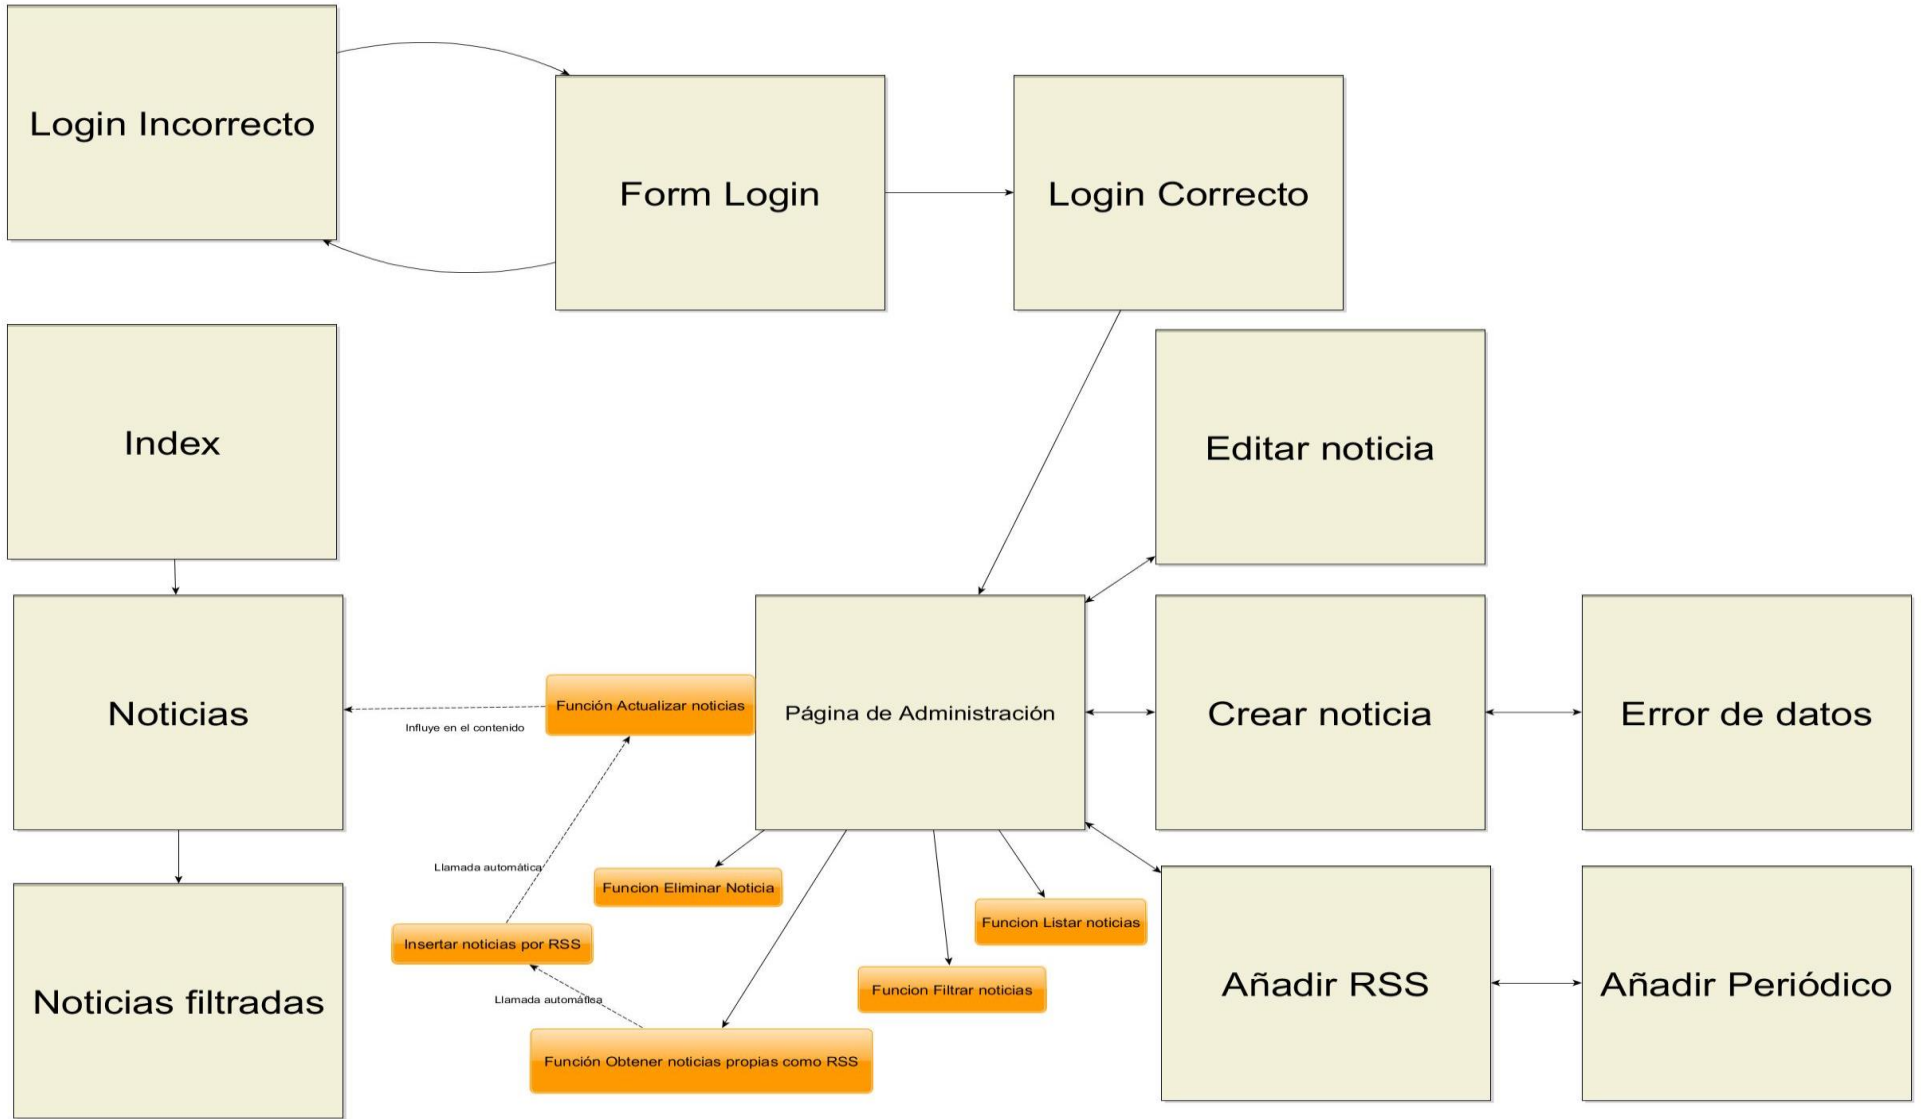 Login Incorrecto
Form Login
Login Correcto
Index
Editar noticia
Noticias
Influye en el contenido
Función Actualizar noticias
Página de Administración
Crear noticia
Error de datos
Llamada automática
Funcion Eliminar Noticia
Funcion Listar noticias
Insertar noticias por RSS
Funcion Filtrar noticias
Llamada automática
Función Obtener noticias propias como RSS
Noticias filtradas
Añadir RSS
Añadir Periódico